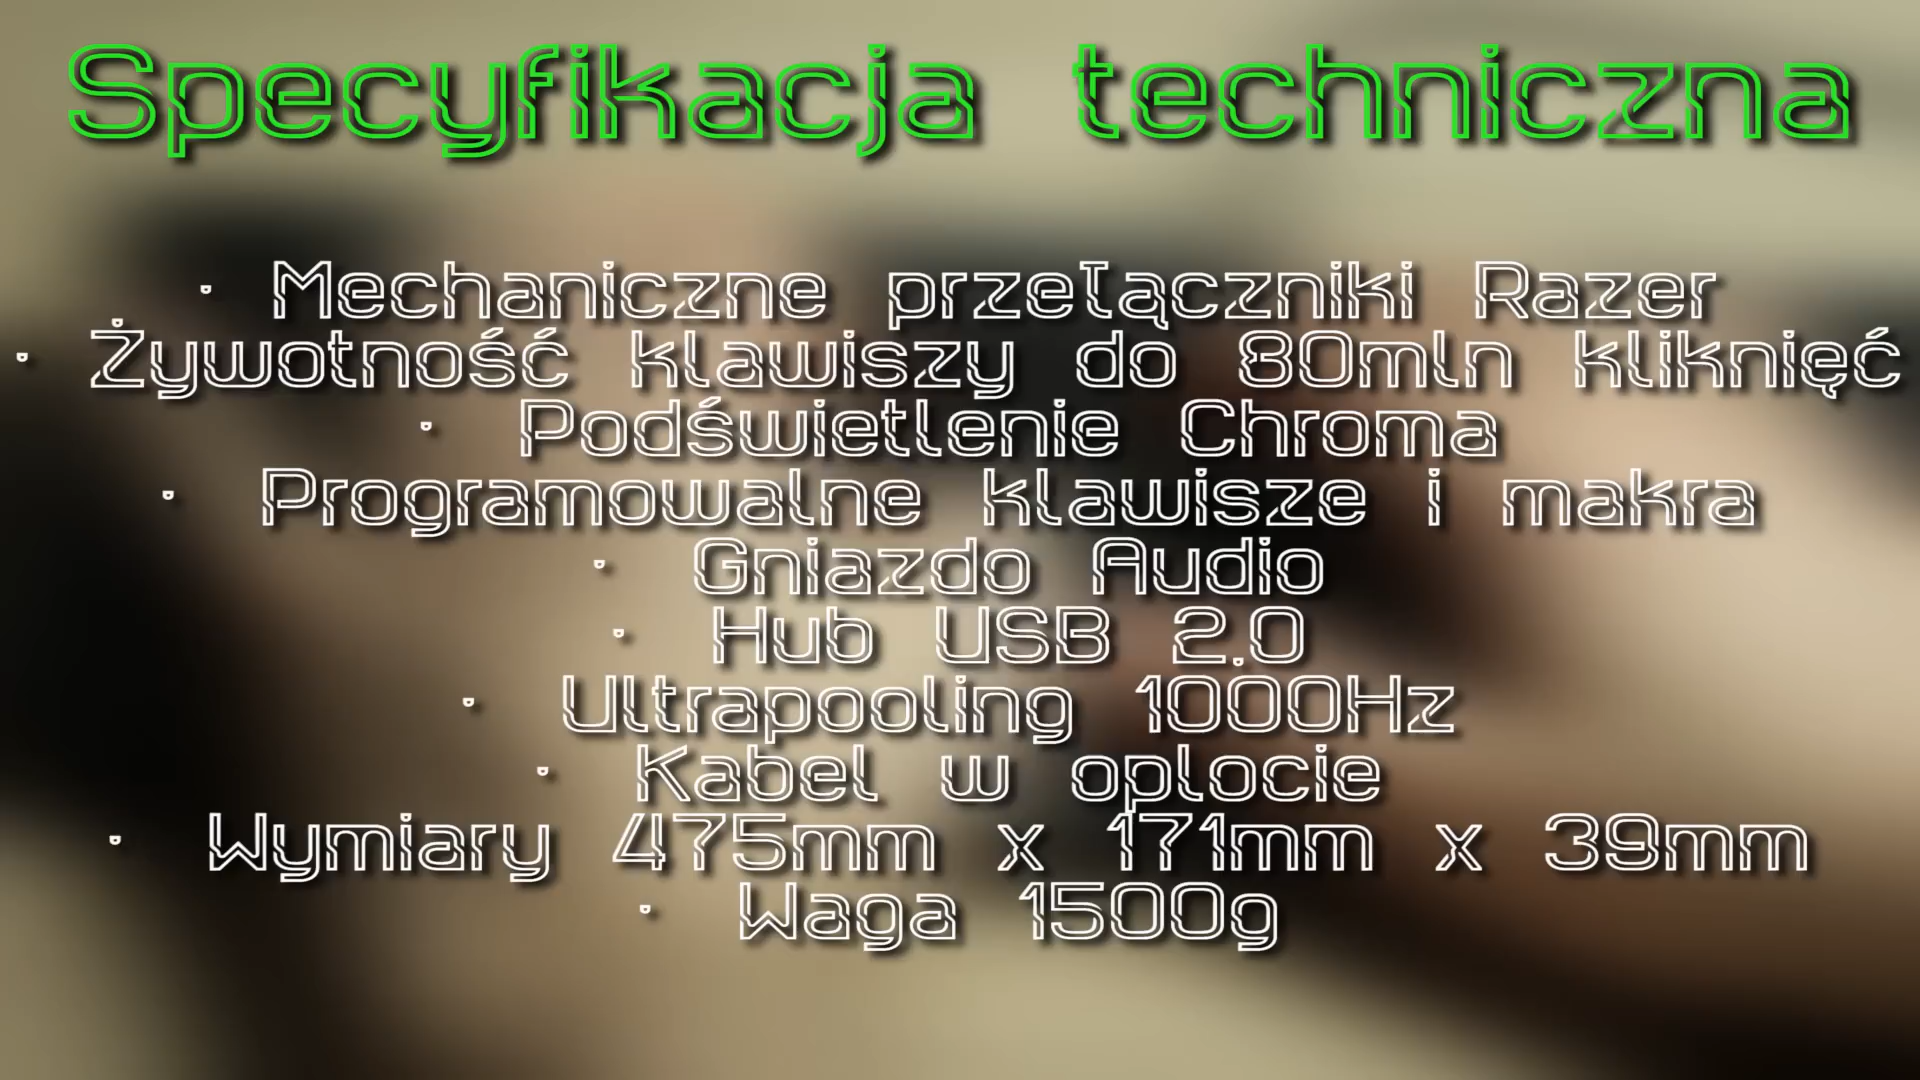 Specyfikacja techniczna
· Mechaniczne przełączniki Razer
· Żywotność klawiszy do 80mln kliknięć
· Podświetlenie Chroma
· Programowalne klawisze i makra
· Gniazdo Audio
· Hub USB 2.0
· Ultrapooling 1000Hz
· Kabel w oplocie
· Wymiary 475mm x 171mm x 39mm
· Waga 1500g